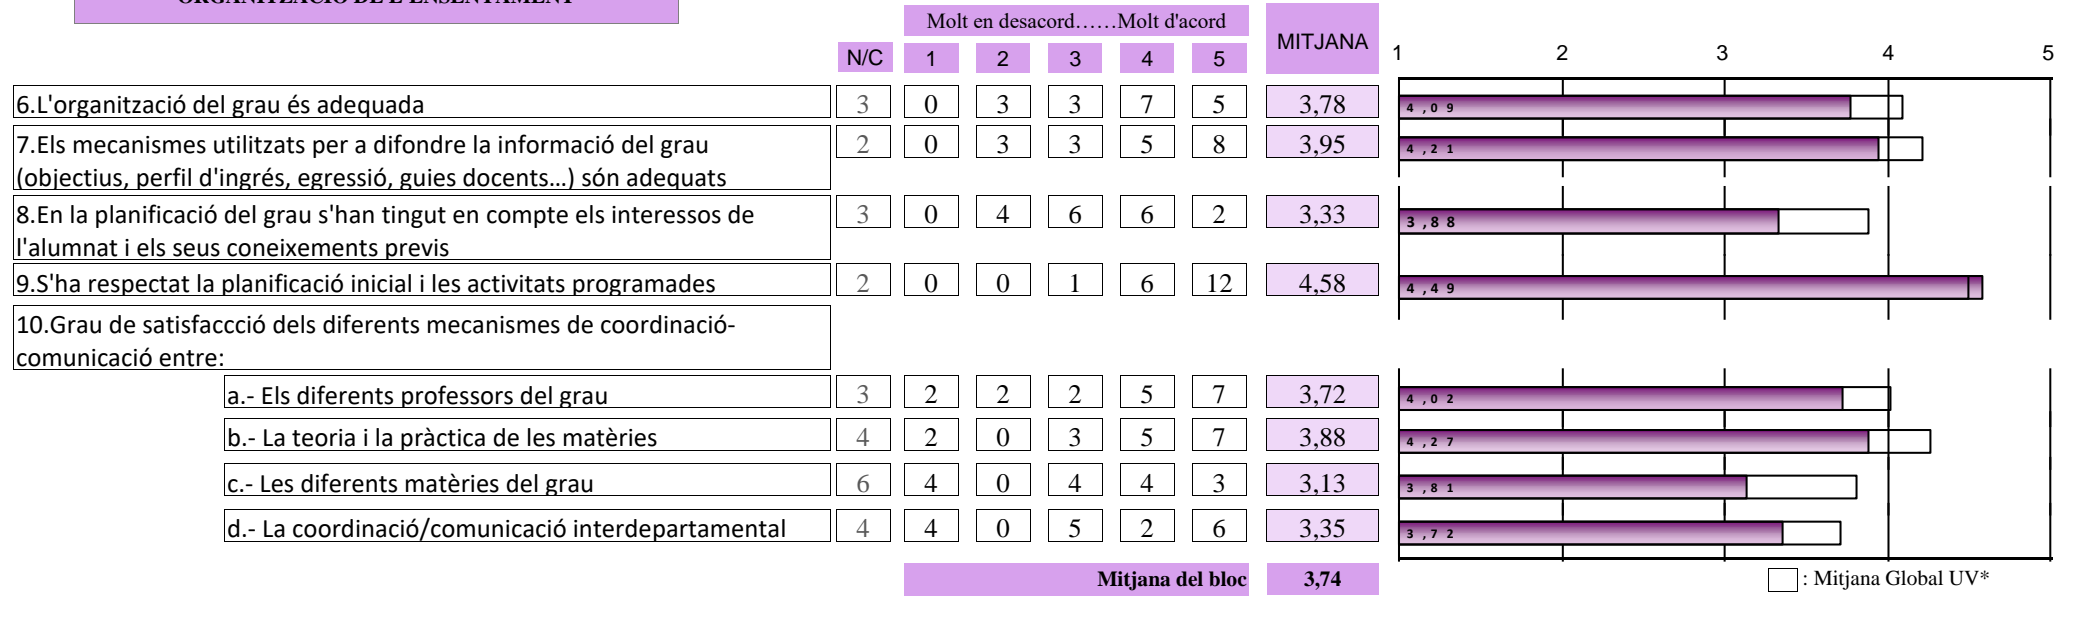 Molt en desacord……Molt d'acord
MITJANA
N/C 1 2 3 4 5
1 2 3 4 5
6.L'organització del grau és adequada 3 0 3 3 7 5 3,78 4,09
7.Els mecanismes utilitzats per a difondre la informació del grau 2 0 3 3 5 8 3,95 4,21
(objectius, perfil d'ingrés, egressió, guies docents…) són adequats
8.En la planificació del grau s'han tingut en compte els interessos de 3 0 4 6 6 2 3,33 3,88
l'alumnat i els seus coneixements previs
9.S'ha respectat la planificació inicial i les activitats programades 2 0 0 1 6 12 4,58 4,49
10.Grau de satisfaccció dels diferents mecanismes de coordinació-
comunicació entre:
a.- Els diferents professors del grau 3 2 2 2 5 7 3,72 4,02
b.- La teoria i la pràctica de les matèries 4 2 0 3 5 7 3,88 4,27
c.- Les diferents matèries del grau 6 4 0 4 4 3 3,13 3,81
d.- La coordinació/comunicació interdepartamental 4 4 0 5 2 6 3,35 3,72
Mitjana del bloc 3,74
: Mitjana Global UV*